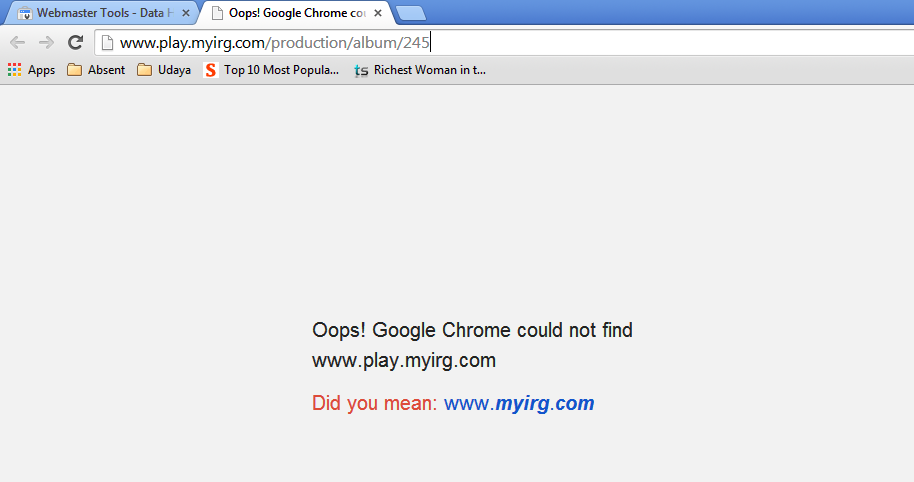 Webmaster Tools - Data H
Oops! Google Chrome cou
www.play.myirg.com/production/album/245
Apps Absent Udaya Top 10 Most Popula... Richest Woman in t...
Oops! Google Chrome could not find
www.play.myirg.com
Did you mean: www.myirg.com